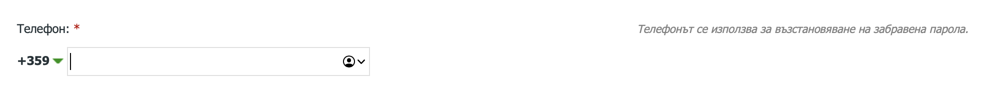 Телефон: *
Телефонът се използва за възстановяване на забравена парола.
+359